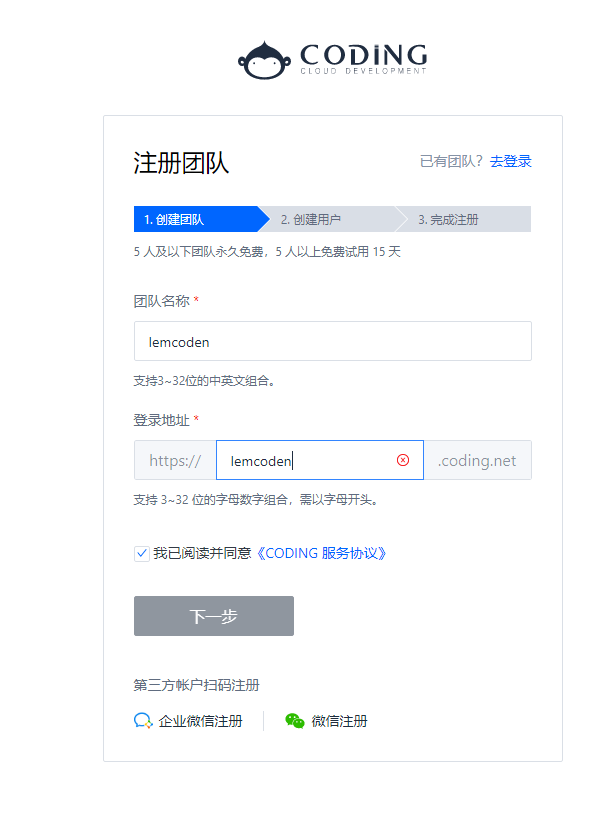 CODING
CLOUD DEVELOPMENT
注册团队
已有团队？去登录
1. 创建团队
2. 创建用户
3. 完成注册
5 人及以下团队永久免费，5 人以上免费试用 15 天
团队名称 *
lemcoden
支持3~32位的中英文组合。
登录地址 *
https:// lemcoden .coding.net
支持 3~32 位的字母数字组合，需以字母开头。
我已阅读并同意《CODING 服务协议》
下一步
第三方帐户扫码注册
企业微信注册
微信注册